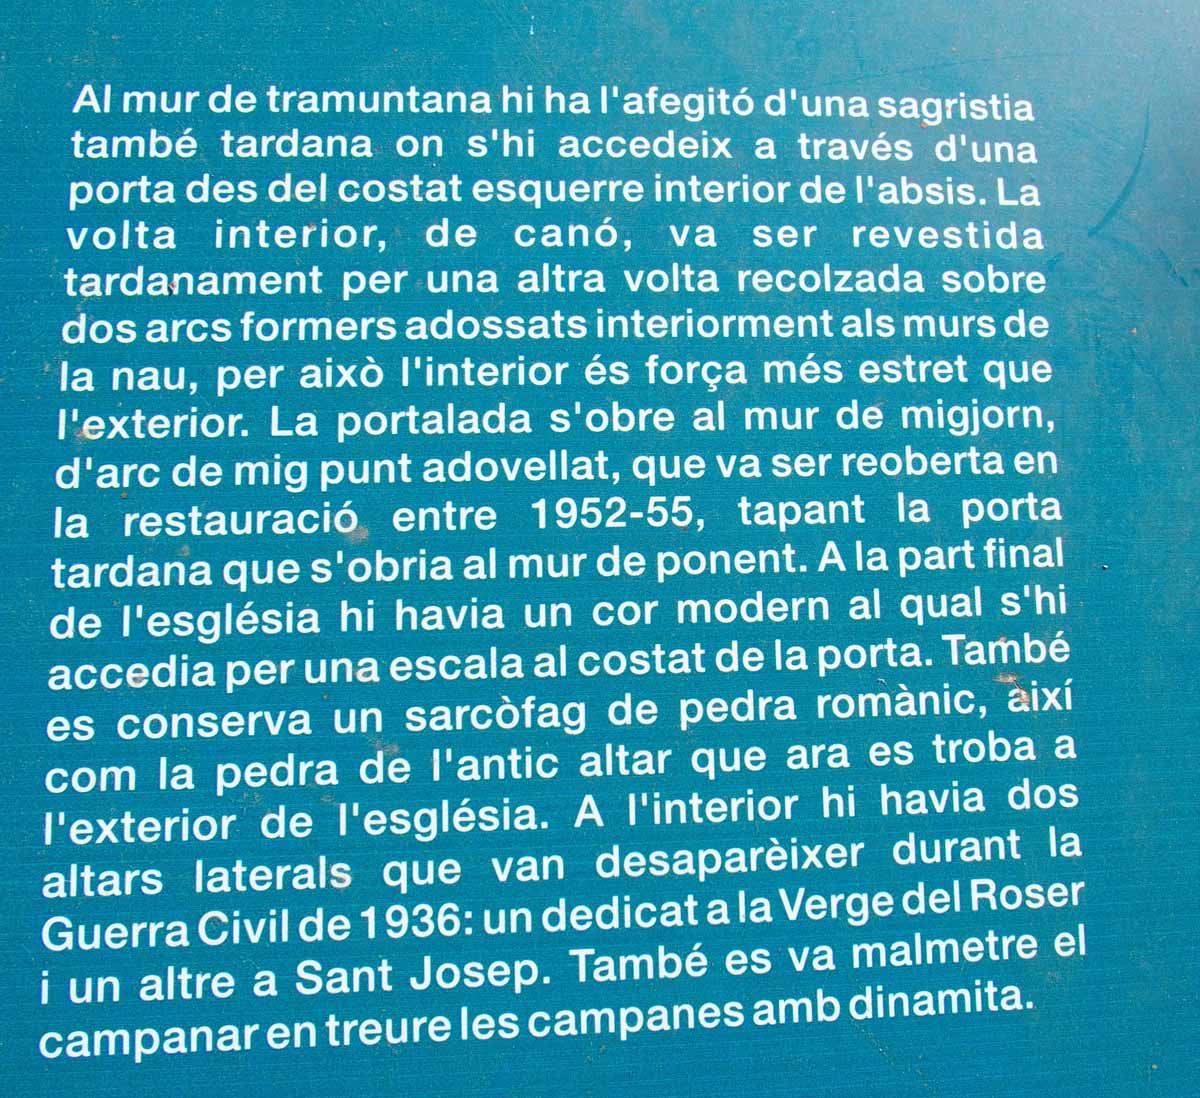 Al mur de tramuntana hi ha l'afegitó d'una sagristia
també tardana on s'hi accedeix a través d'una
porta des del costat esquerre interior de l'absis. La
volta interior, de canó, va ser revestida
tardanament per una altra volta recolzada sobre
dos arcs formers adossats interiorment als murs de
la nau, per això l'interior és força més estret que
l'exterior. La portalada s'obre al mur de migjorn,
d'arc de mig punt adovellat, que va ser reoberta en
la restauració entre 1952-55, tapant la porta
tardana que s'obria al mur de ponent. A la part final
de l'església hi havia un cor modern al qual s'hi
accedia per una escala al costat de la porta. També
es conserva un sarcòfag de pedra romànic, així
com la pedra de l'antic altar que ara es troba a
l'exterior de l'església. A l'interior hi havia dos
altars laterals que van desaparèixer durant la
Guerra Civil de 1936: un dedicat a la Verge del Roser
i un altre a Sant Josep. També es va malmetre el
campanar en treure les campanes amb dinamita.